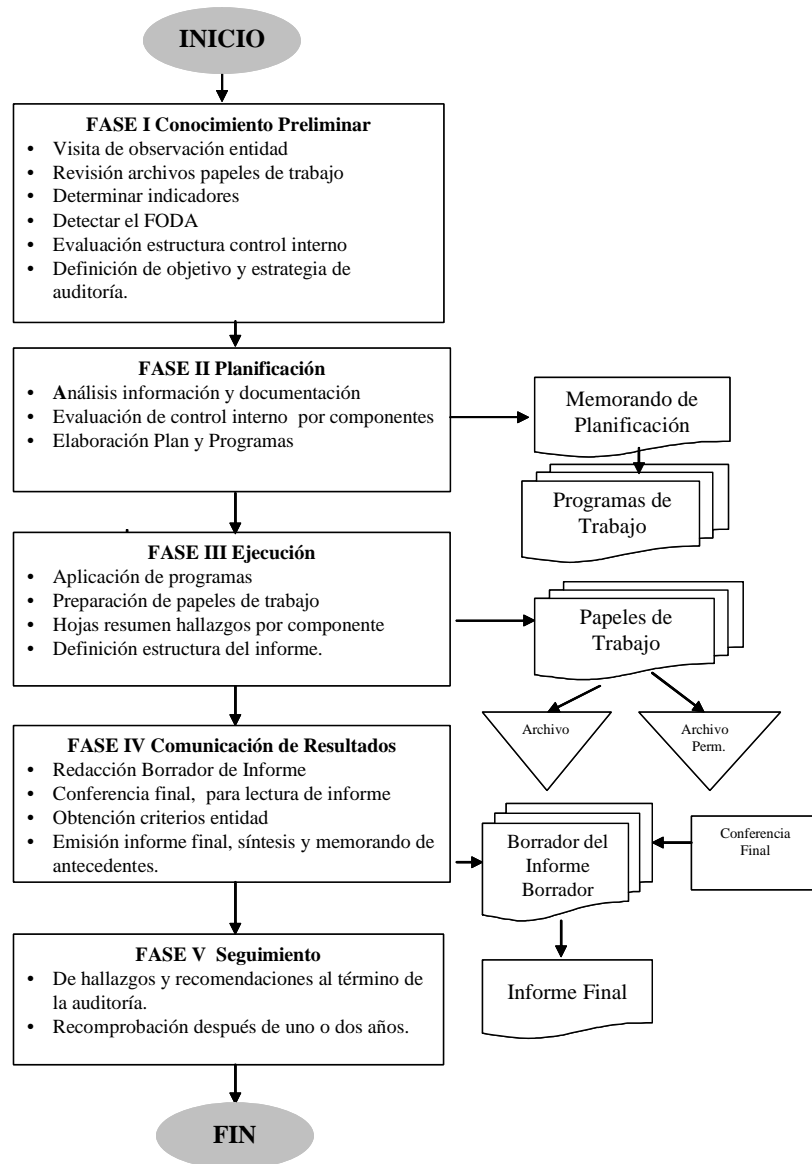 INICIO
FASE I Conocimiento Preliminar
• Visita de observación entidad
• Revisión archivos papeles de trabajo
• Determinar indicadores
• Detectar el FODA
• Evaluación estructura control interno
• Definición de objetivo y estrategia de
auditoría.
FASE II Planificación
• Análisis información y documentación
• Evaluación de control interno por componentes
• Elaboración Plan y Programas
Memorando de
Planificación
Programas de
Trabajo
FASE III Ejecución
• Aplicación de programas
• Preparación de papeles de trabajo
• Hojas resumen hallazgos por componente
• Definición estructura del informe.
Papeles de
Trabajo
Archivo
Archivo
Perm.
FASE IV Comunicación de Resultados
• Redacción Borrador de Informe
• Conferencia final, para lectura de informe
• Obtención criterios entidad
• Emisión informe final, síntesis y memorando de
antecedentes.
Borrador del
Informe
Borrador
Conferencia
Final
FASE V Seguimiento
• De hallazgos y recomendaciones al término de
la auditoría.
• Recomprobación después de uno o dos años.
Informe Final
FIN